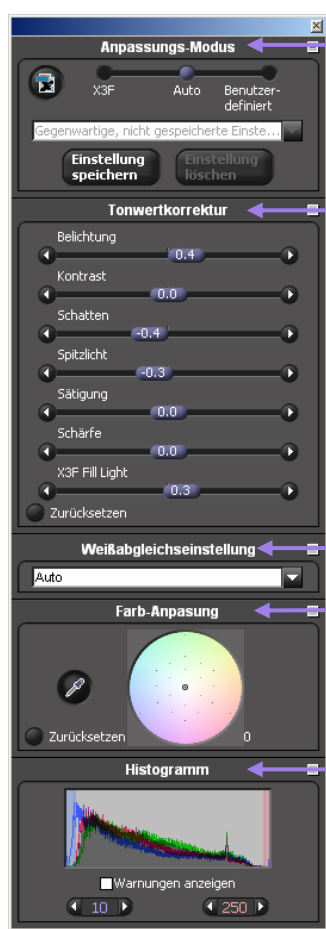 Anpassungs-Modus
X3F
Auto
Benutzer-
definiert
Gegenwartige, nicht gespeicherte Einste...
Einstellung
speichern
Einstellung
löschen
Tonwertkorrektur
Belichtung
0.4
Kontrast
0.0
Schatten
-0.4
Spitzlicht
-0.3
Sätigung
0.0
Schärfe
0.0
X3F Fill Light
0.3
Zurücksetzen
Weißabgleichseinstellung
Auto
Farb-Anpasung
Zurücksetzen
0
Histogramm
Warnungen anzeigen
10
250